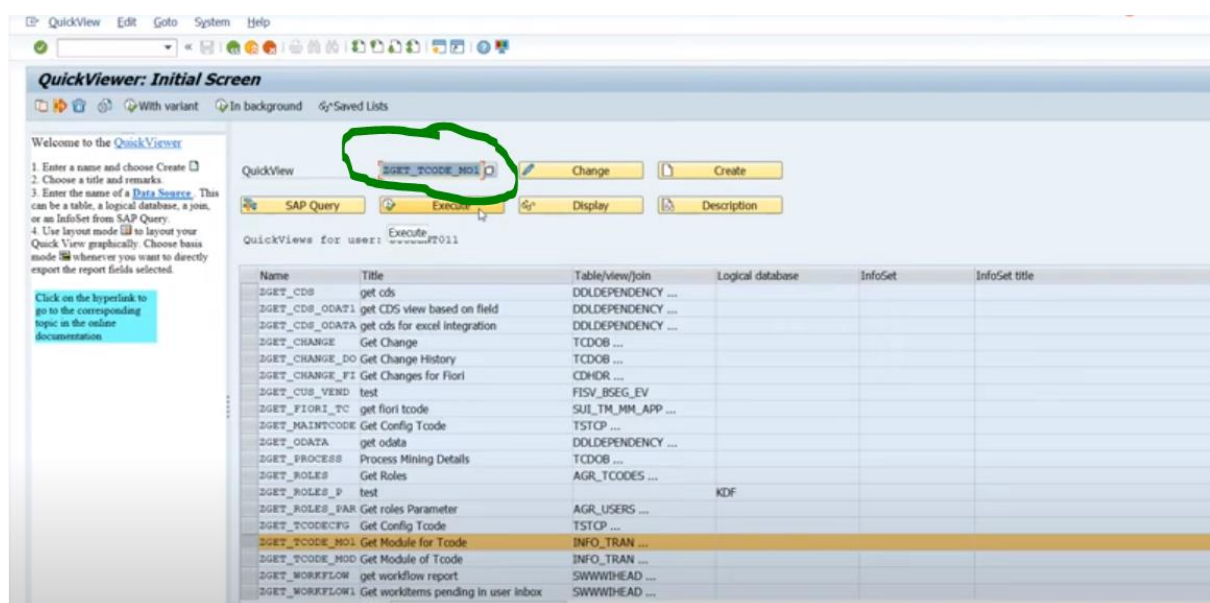 QuickView Edit Goto System Help
QuickViewer: Initial Screen
With variant In background Saved Lists
Welcome to the QuickViewer
1. Enter a name and choose Create
2. Choose a title and remarks.
3. Enter the name of a Data Source . This
can be a table, a logical database, a join,
or an InfoSet from SAP Query.
4. Use layout mode to layout your
Quick View graphically. Choose basis
mode whenever you want to directly
export the report fields selected.
Click on the hyperlink to
go to the corresponding
topic in the online
documentation
QuickView ZGET_TCODE_MO1 Change Create
SAP Query Execute Display Description
Execute
QuickViews for user: T011
Name Title Table/view/join Logical database InfoSet InfoSet title
ZGET_CDS get cds DDLDEPENDENCY ...
ZGET_CDS_ODAT1 get CDS view based on field DDLDEPENDENCY ...
ZGET_CDS_ODATA get cds for excel integration DDLDEPENDENCY ...
ZGET_CHANGE Get Change TCDOB ...
ZGET_CHANGE_DO Get Change History TCDOB ...
ZGET_CHANGE_FI Get Changes for Fiori CDHDR ...
ZGET_CUS_VEND test FISV_BSEG_EV
ZGET_FIORI_TC get fiori tcode SUI_TM_MM_APP ...
ZGET_MAINTCODE Get Config Tcode TSTCP ...
ZGET_ODATA get odata DDLDEPENDENCY ...
ZGET_PROCESS Process Mining Details TCDOB ...
ZGET_ROLES Get Roles AGR_TCODES ...
ZGET_ROLES_P test KDF
ZGET_ROLES_PAR Get roles Parameter AGR_USERS ...
ZGET_TCODECFG Get Config Tcode TSTCP ...
ZGET_TCODE_MO1 Get Module for Tcode INFO_TRAN ...
ZGET_TCODE_MOD Get Module of Tcode INFO_TRAN ...
ZGET_WORKFLOW get workflow report SWWWIHEAD ...
ZGET_WORKFLOW1 Get workitems pending in user inbox SWWWIHEAD ...